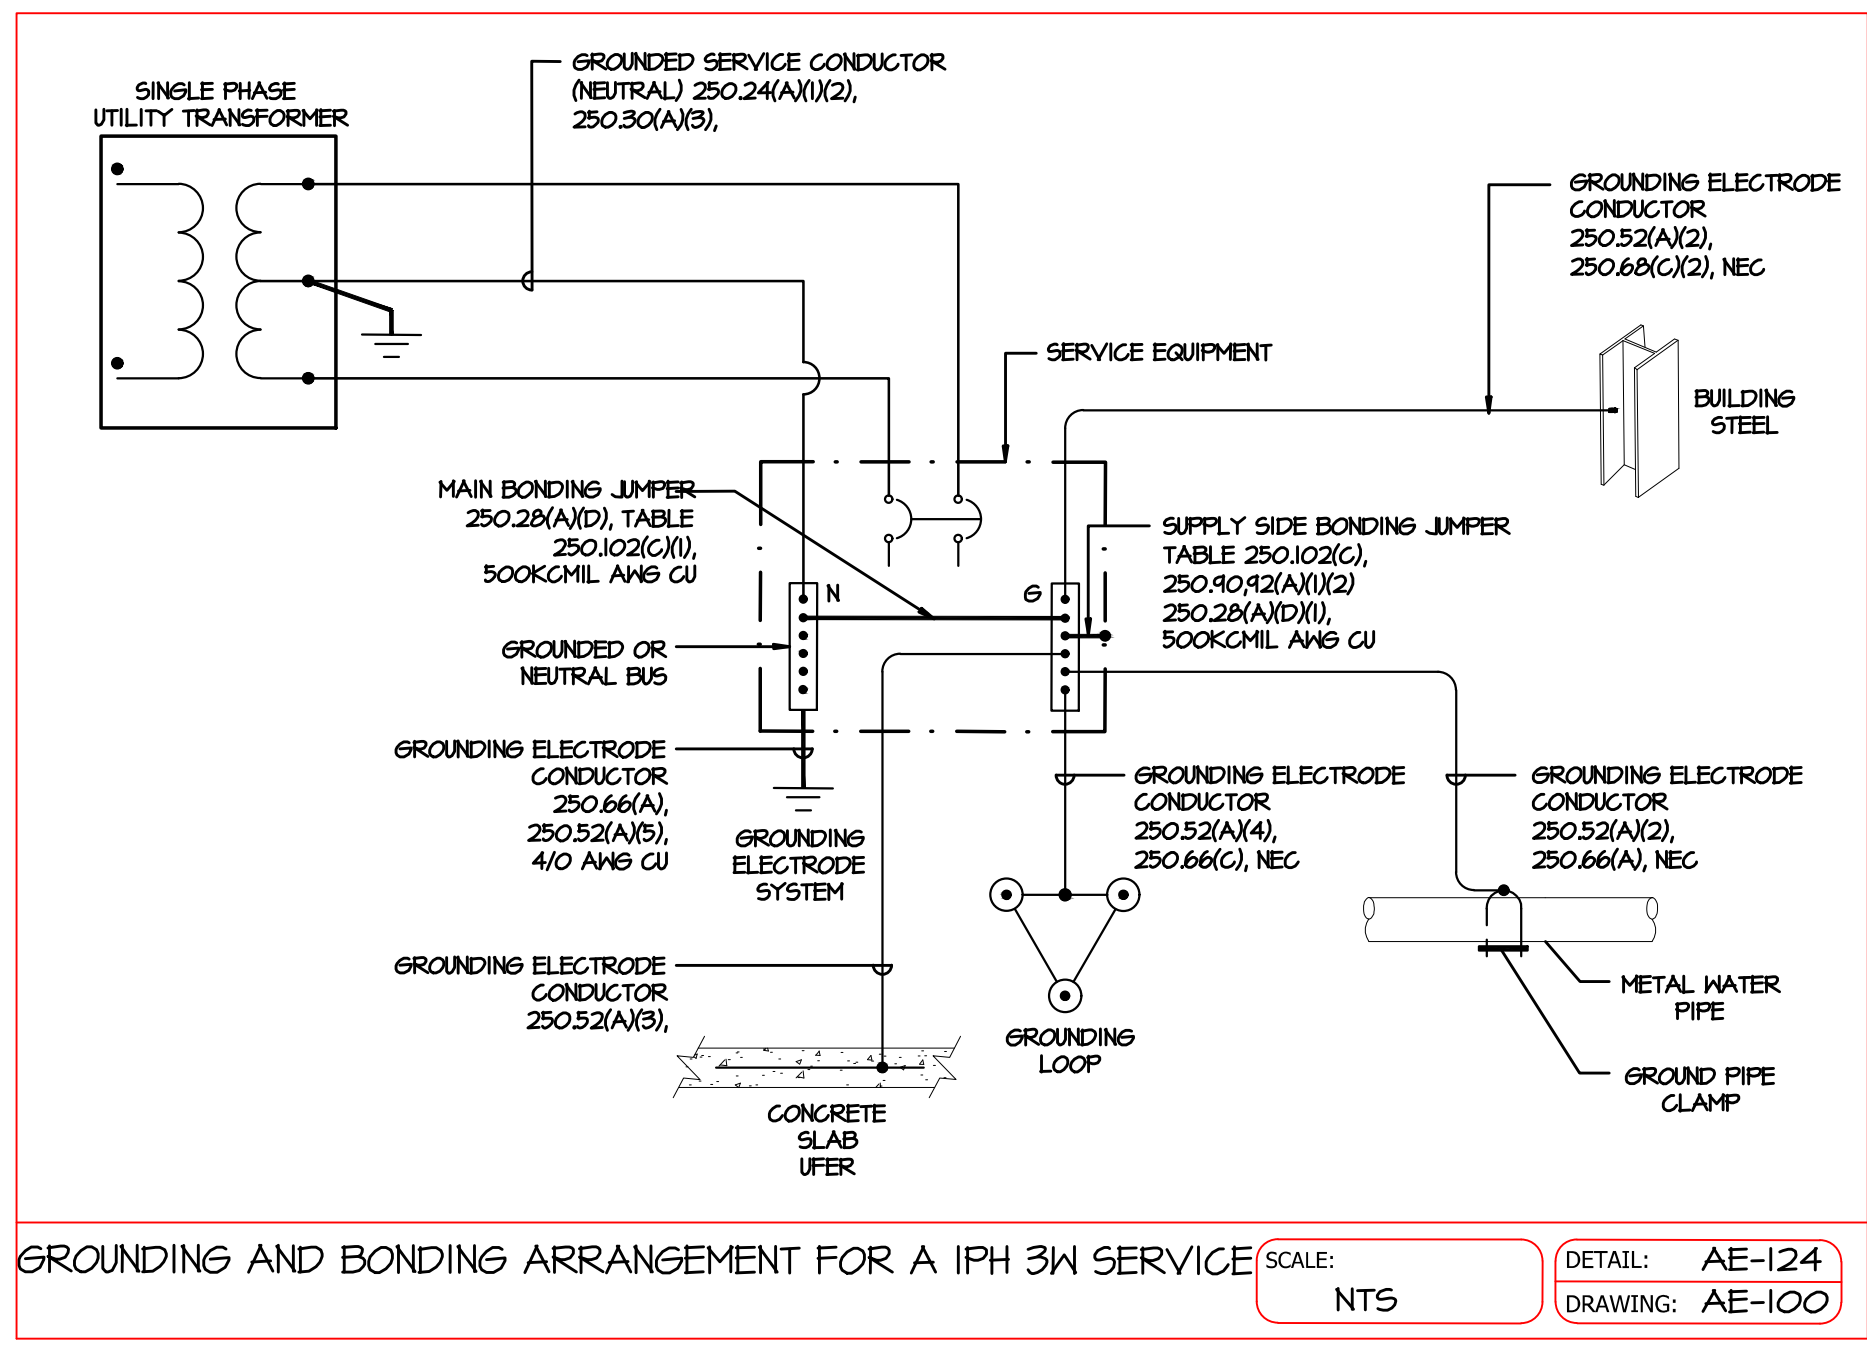 SINGLE PHASE
UTILITY TRANSFORMER
GROUNDED SERVICE CONDUCTOR
(NEUTRAL) 250.24(A)(1)(2),
250.30(A)(3),
GROUNDING ELECTRODE
CONDUCTOR
250.52(A)(2),
250.68(C)(2), NEC
SERVICE EQUIPMENT
BUILDING
STEEL
MAIN BONDING JUMPER
250.28(A)(D), TABLE
250.102(C)(1),
500KCMIL AWG CU
SUPPLY SIDE BONDING JUMPER
TABLE 250.102(C),
250.90,92(A)(1)(2)
250.28(A)(D)(1),
500KCMIL AWG CU
N
G
GROUNDED OR
NEUTRAL BUS
GROUNDING ELECTRODE
CONDUCTOR
250.66(A),
250.52(A)(5),
4/0 AWG CU
GROUNDING
ELECTRODE
SYSTEM
GROUNDING ELECTRODE
CONDUCTOR
250.52(A)(4),
250.66(C), NEC
GROUNDING ELECTRODE
CONDUCTOR
250.52(A)(2),
250.66(A), NEC
GROUNDING ELECTRODE
CONDUCTOR
250.52(A)(3),
GROUNDING
LOOP
METAL WATER
PIPE
GROUND PIPE
CLAMP
CONCRETE
SLAB
UFER
GROUNDING AND BONDING ARRANGEMENT FOR A 1PH 3W SERVICE
SCALE:
NTS
DETAIL: AE-124
DRAWING: AE-100